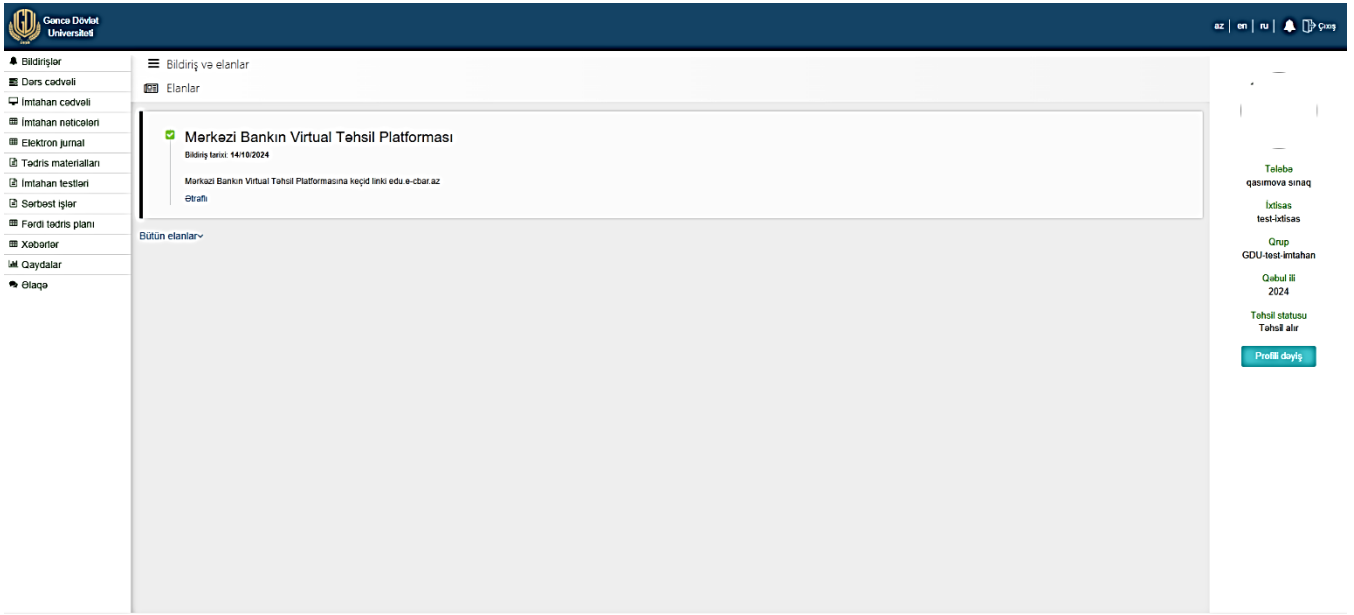 Gəncə Dövlət
Universiteti
az | en | ru | Çıxış
Bildirişlər
Dərs cədvəli
İmtahan cədvəli
İmtahan nəticələri
Elektron jurnal
Tədris materialları
İmtahan testləri
Sərbəst işlər
Fərdi tədris planı
Xəbərlər
Qaydalar
Əlaqə
Bildiriş və elanlar
Elanlar
Mərkəzi Bankın Virtual Təhsil Platforması
Bildiriş tarixi: 14/10/2024
Mərkəzi Bankın Virtual Təhsil Platformasına keçid linki edu.e-cbar.az
Ətraflı
Bütün elanlar
Tələbə
qasımova sınaq
İxtisas
test-ixtisas
Qrup
GDU-test-imtahan
Qəbul ili
2024
Təhsil statusu
Təhsil alır
Profili dəyiş